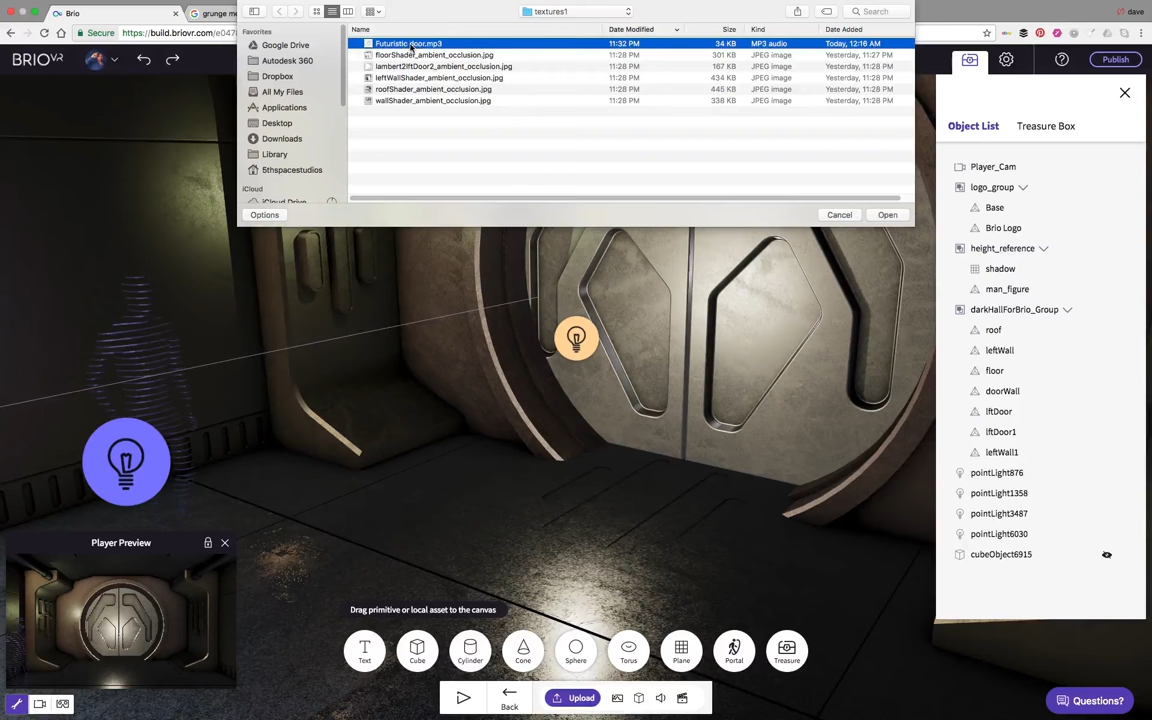 Brio
grunge me
dave
Secure
https://build.briovr.com/e047
BRIOVR
Publish
textures1
Search
Favorites
Google Drive
Autodesk 360
Dropbox
All My Files
Applications
Desktop
Downloads
Library
5thspacestudios
iCloud
iCloud Drive
Name Date Modified Size Kind Date Added
Futuristic door.mp3 11:32 PM 34 KB MP3 audio Today, 12:16 AM
floorShader_ambient_occlusion.jpg 11:28 PM 301 KB JPEG image Yesterday, 11:27 PM
lambert2lftDoor2_ambient_occlusion.jpg 11:28 PM 167 KB JPEG image Yesterday, 11:28 PM
leftWallShader_ambient_occlusion.jpg 11:28 PM 434 KB JPEG image Yesterday, 11:28 PM
roofShader_ambient_occlusion.jpg 11:28 PM 445 KB JPEG image Yesterday, 11:28 PM
wallShader_ambient_occlusion.jpg 11:28 PM 338 KB JPEG image Yesterday, 11:28 PM
Options
Cancel
Open
Object List
Treasure Box
Player_Cam
logo_group
Base
Brio Logo
height_reference
shadow
man_figure
darkHallForBrio_Group
roof
leftWall
floor
doorWall
lftDoor
lftDoor1
leftWall1
pointLight876
pointLight1358
pointLight3487
pointLight6030
cubeObject6915
Player Preview
Drag primitive or local asset to the canvas
Text
Cube
Cylinder
Cone
Sphere
Torus
Plane
Portal
Treasure
Back
Upload
Questions?